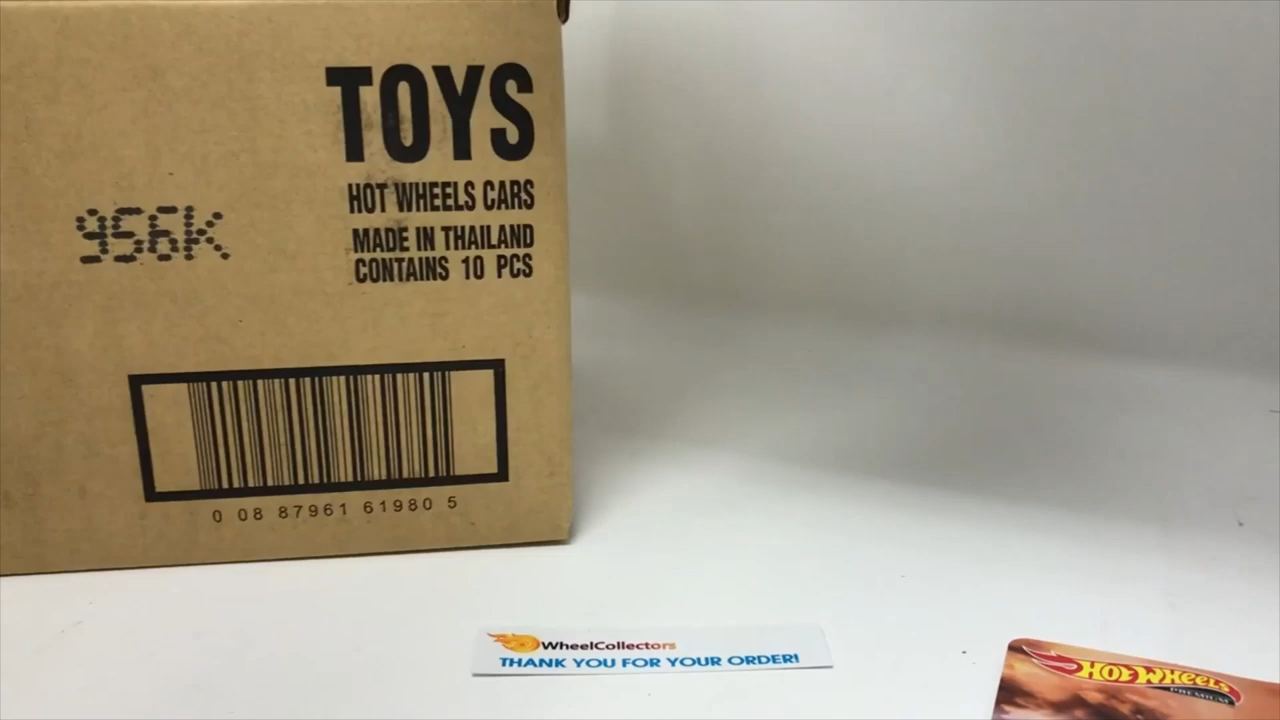 TOYS
HOT WHEELS CARS
MADE IN THAILAND
CONTAINS 10 PCS
956K
0 08 87961 61980 5
WheelCollectors
THANK YOU FOR YOUR ORDER!
HOT WHEELS
PREMIUM